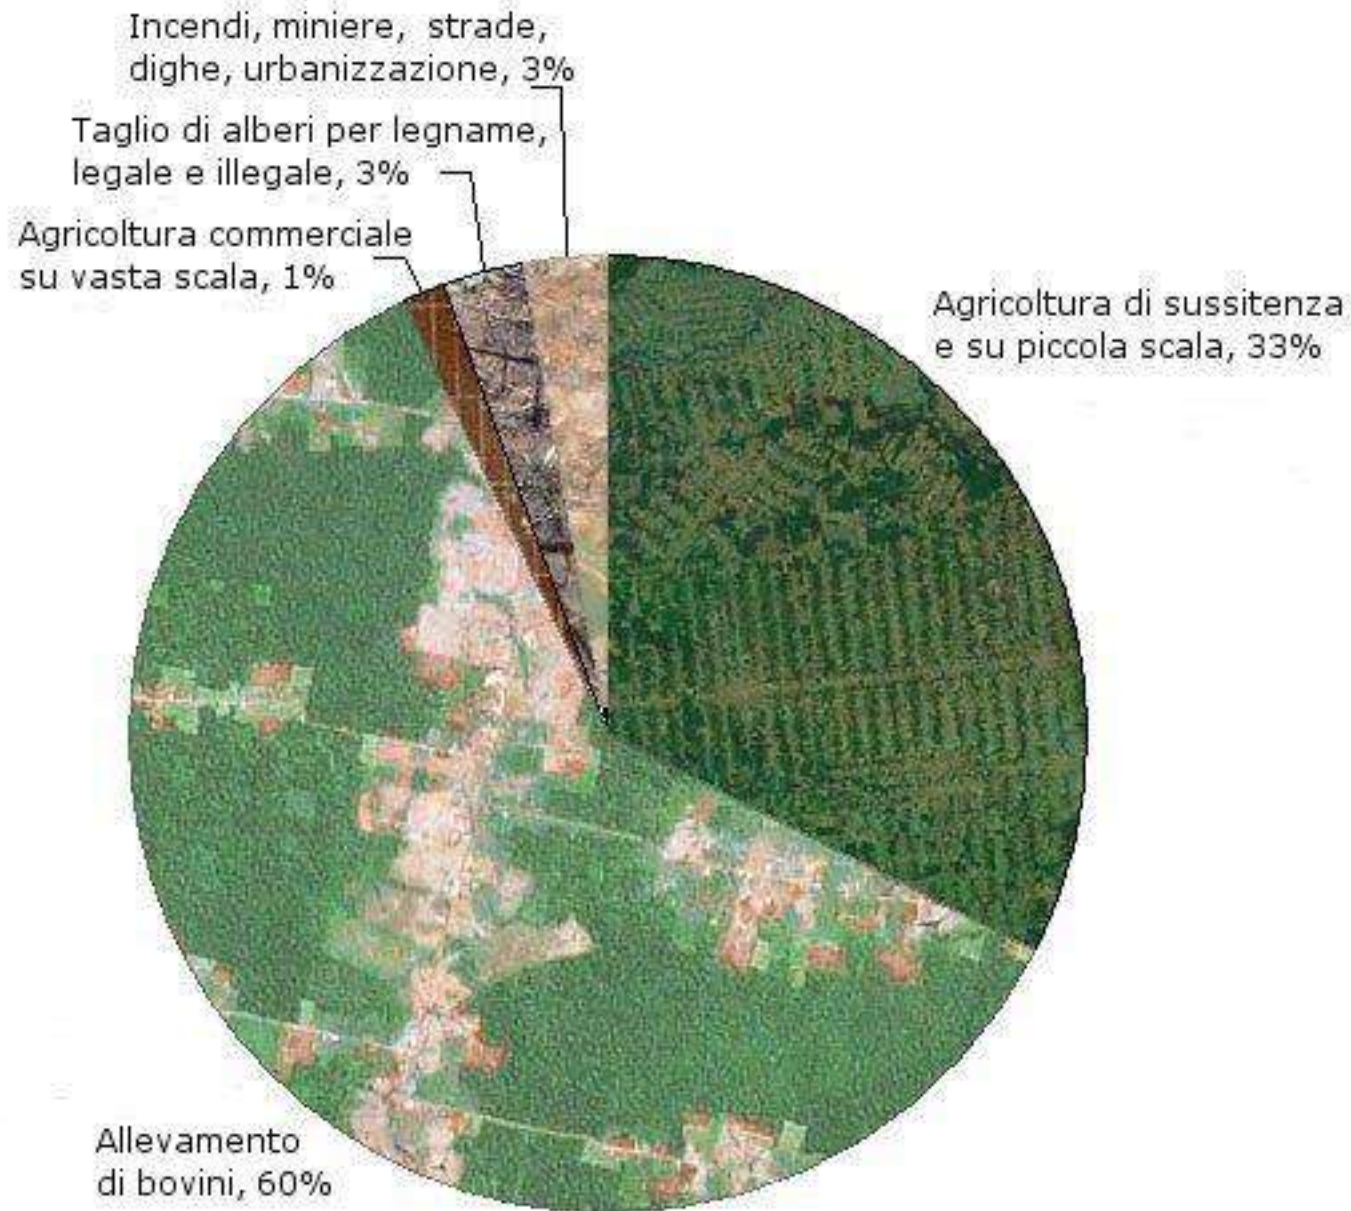 Incendi, miniere, strade,
dighe, urbanizzazione, 3%
Taglio di alberi per legname,
legale e illegale, 3%
Agricoltura commerciale
su vasta scala, 1%
Agricoltura di sussitenza
e su piccola scala, 33%
Allevamento
di bovini, 60%